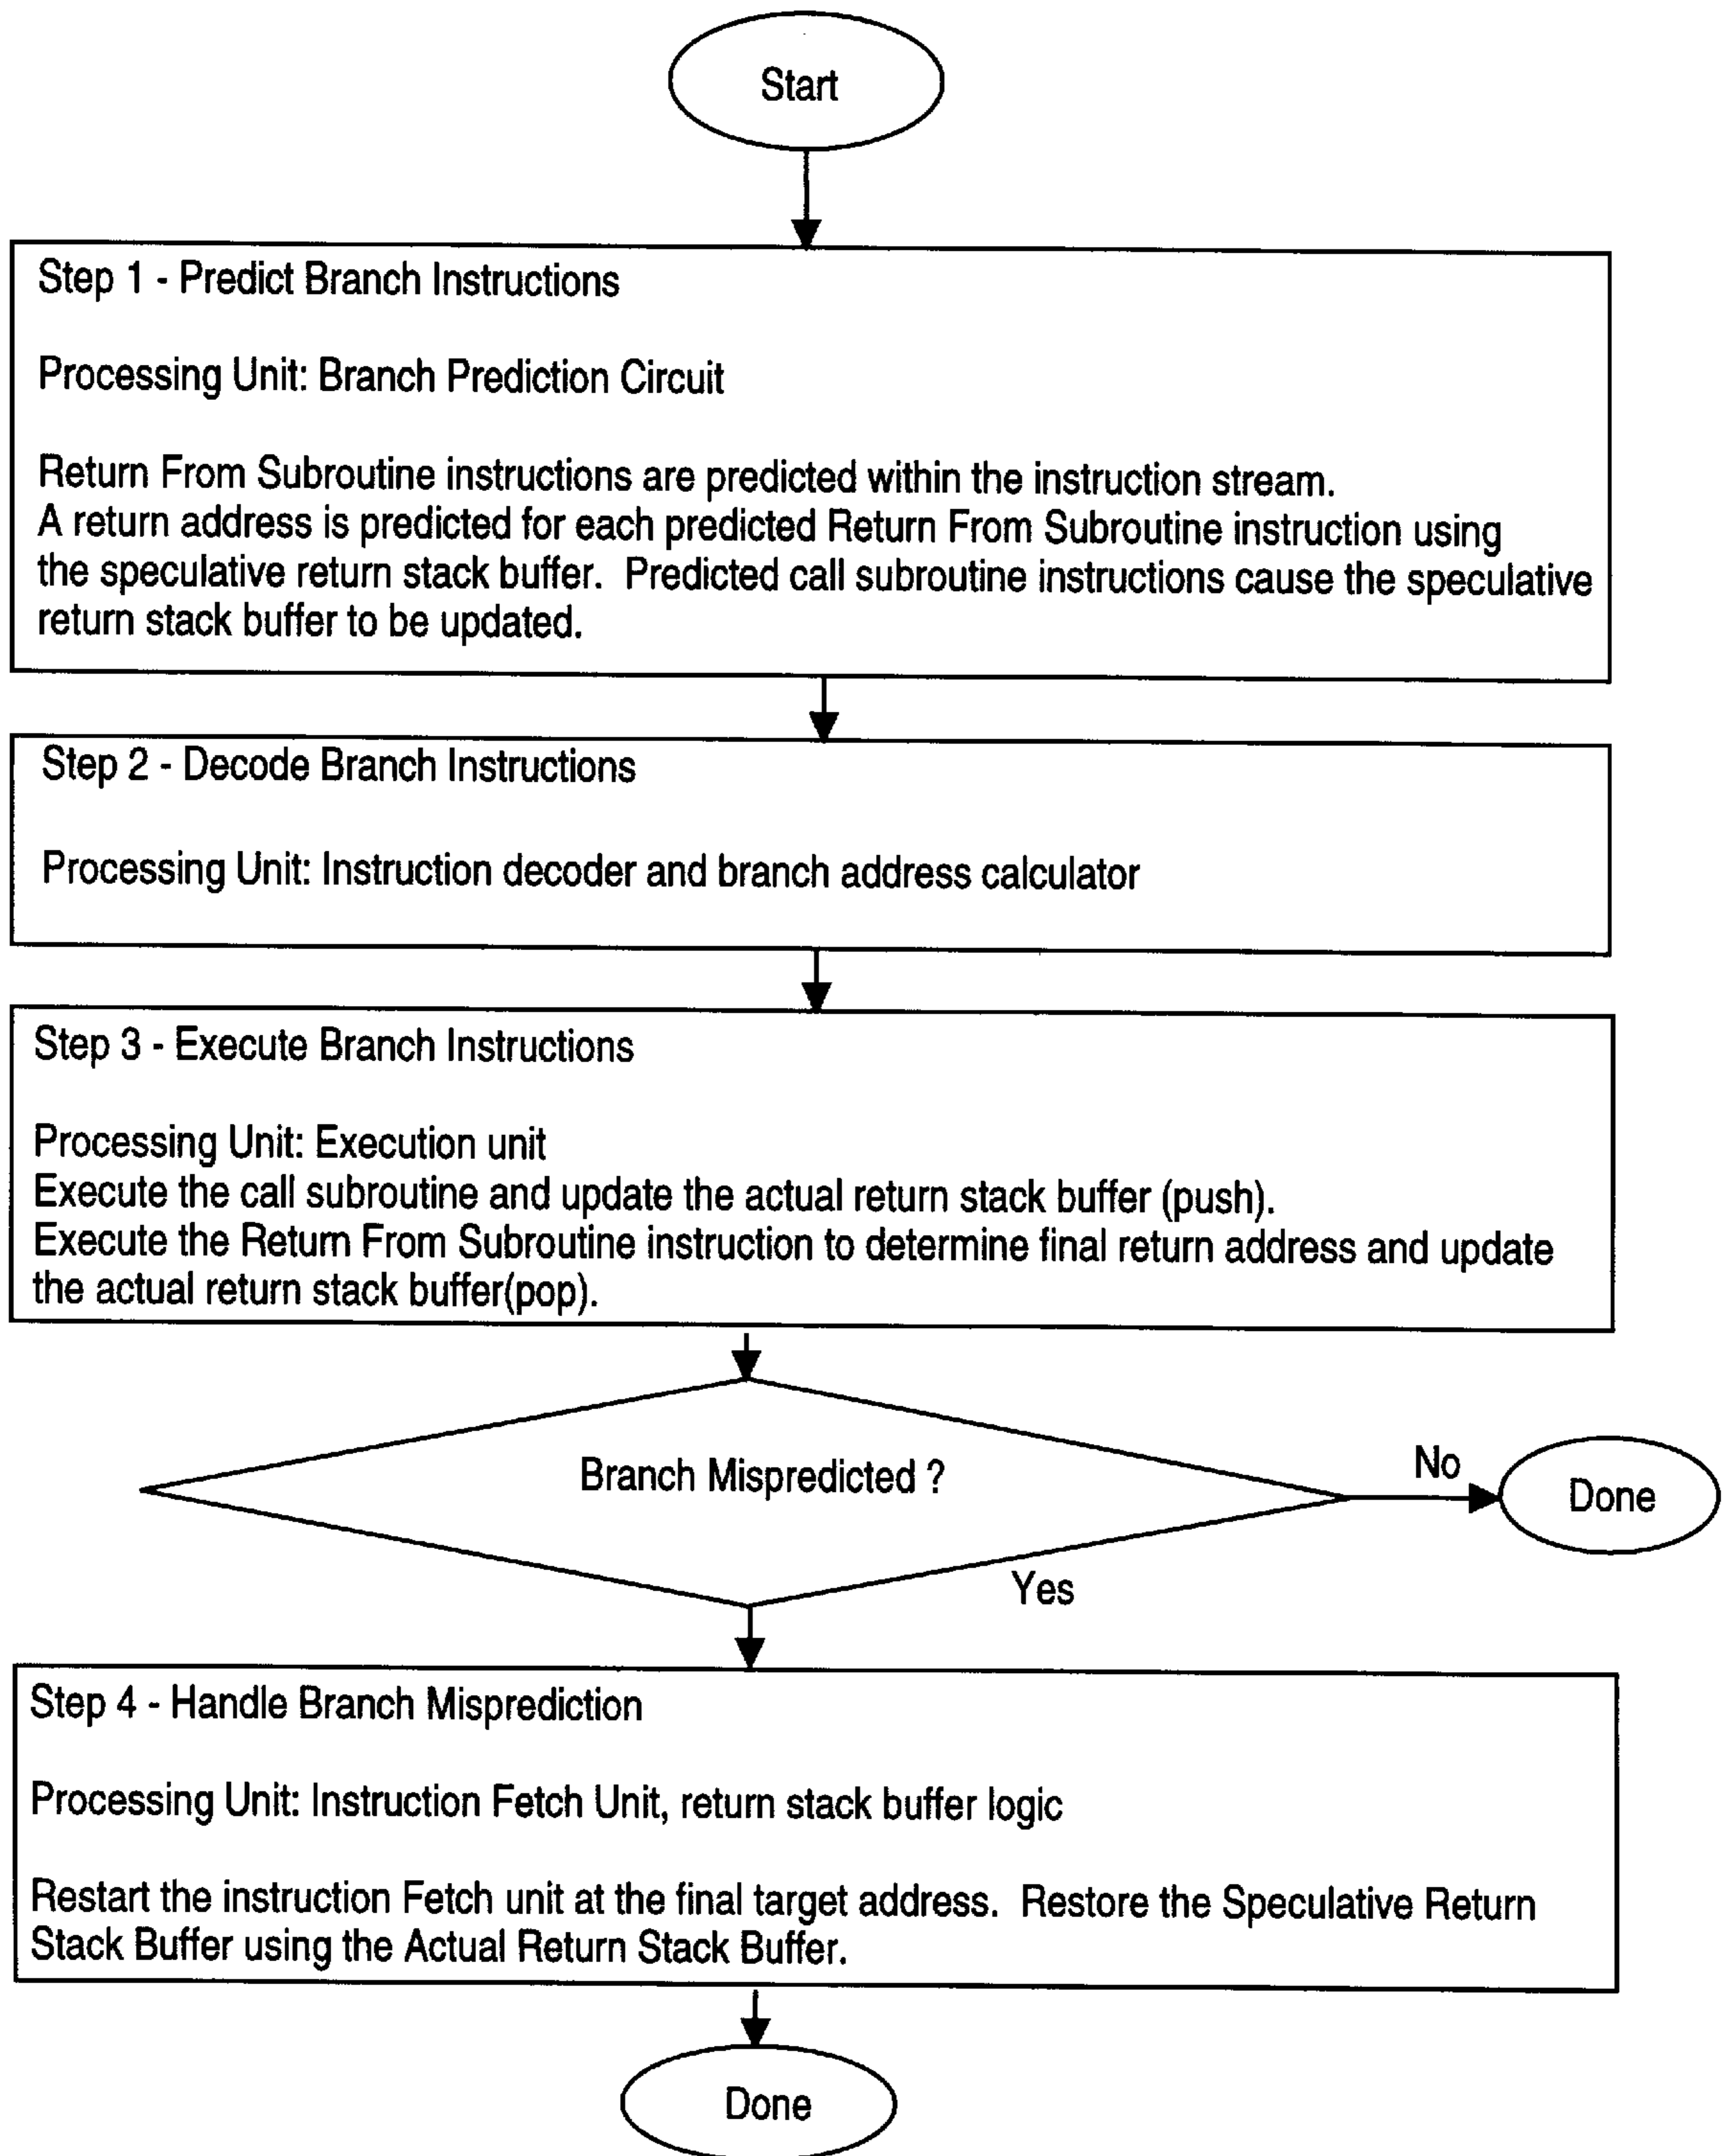 Start
Step 1 - Predict Branch Instructions
Processing Unit: Branch Prediction Circuit
Return From Subroutine instructions are predicted within the instruction stream.
A return address is predicted for each predicted Return From Subroutine instruction using
the speculative return stack buffer.  Predicted call subroutine instructions cause the speculative
return stack buffer to be updated.
Step 2 - Decode Branch Instructions
Processing Unit: Instruction decoder and branch address calculator
Step 3 - Execute Branch Instructions
Processing Unit: Execution unit
Execute the call subroutine and update the actual return stack buffer (push).
Execute the Return From Subroutine instruction to determine final return address and update
the actual return stack buffer(pop).
Branch Mispredicted ?
No
Done
Yes
Step 4 - Handle Branch Misprediction
Processing Unit: Instruction Fetch Unit, return stack buffer logic
Restart the instruction Fetch unit at the final target address.  Restore the Speculative Return
Stack Buffer using the Actual Return Stack Buffer.
Done